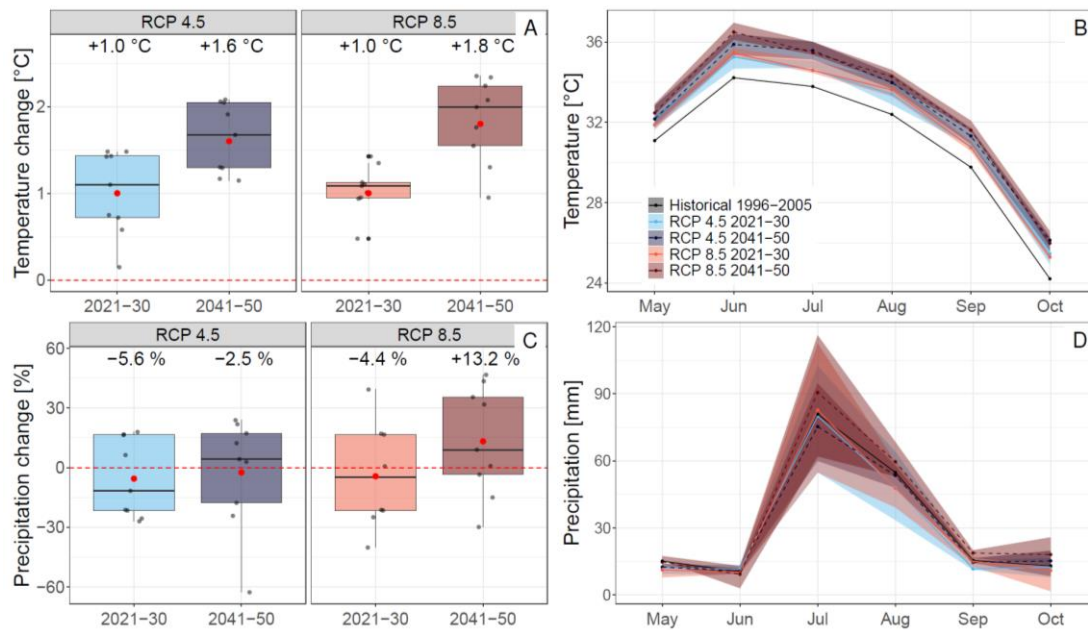 RCP 4.5
RCP 8.5
A
+1.0 °C
+1.6 °C
+1.0 °C
+1.8 °C
Temperature change [°C]
2
1
0
2021−30
2041−50
2021−30
2041−50
B
Temperature [°C]
36
32
28
24
Historical 1996−2005
RCP 4.5 2021−30
RCP 4.5 2041−50
RCP 8.5 2021−30
RCP 8.5 2041−50
May Jun Jul Aug Sep Oct
RCP 4.5
RCP 8.5
C
−5.6 %
−2.5 %
−4.4 %
+13.2 %
Precipitation change [%]
60
30
0
−30
−60
2021−30
2041−50
2021−30
2041−50
D
Precipitation [mm]
120
90
60
30
0
May Jun Jul Aug Sep Oct